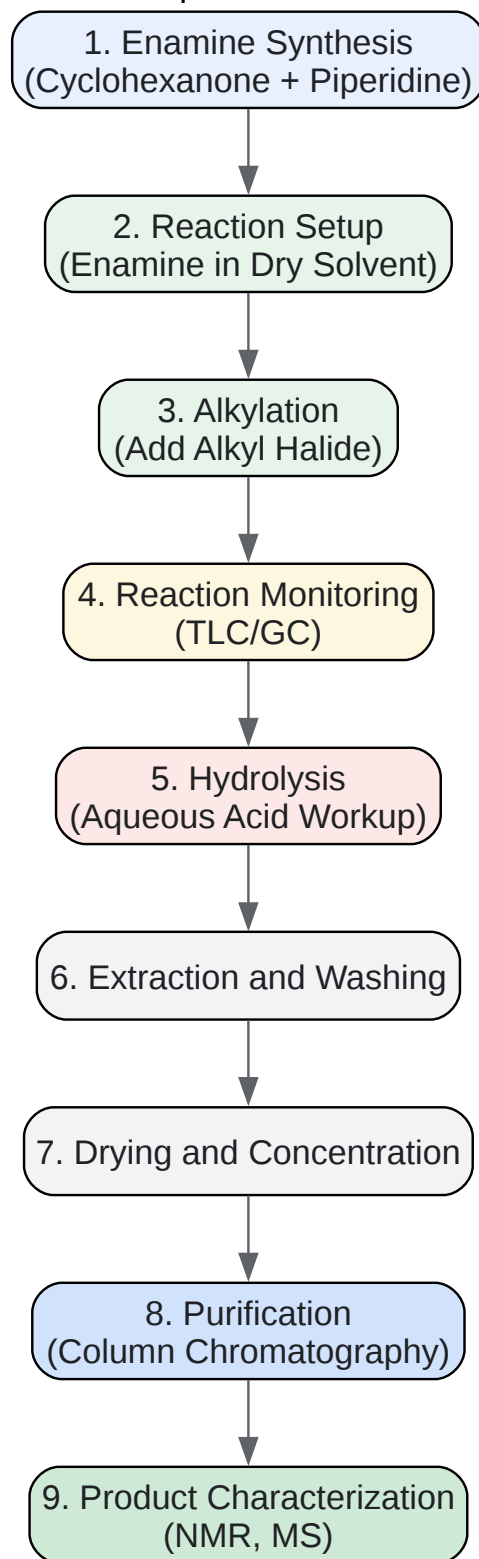 1. Enamine Synthesis
(Cyclohexanone + Piperidine)
2. Reaction Setup
(Enamine in Dry Solvent)
3. Alkylation
(Add Alkyl Halide)
4. Reaction Monitoring
(TLC/GC)
5. Hydrolysis
(Aqueous Acid Workup)
6. Extraction and Washing
7. Drying and Concentration
8. Purification
(Column Chromatography)
9. Product Characterization
(NMR, MS)